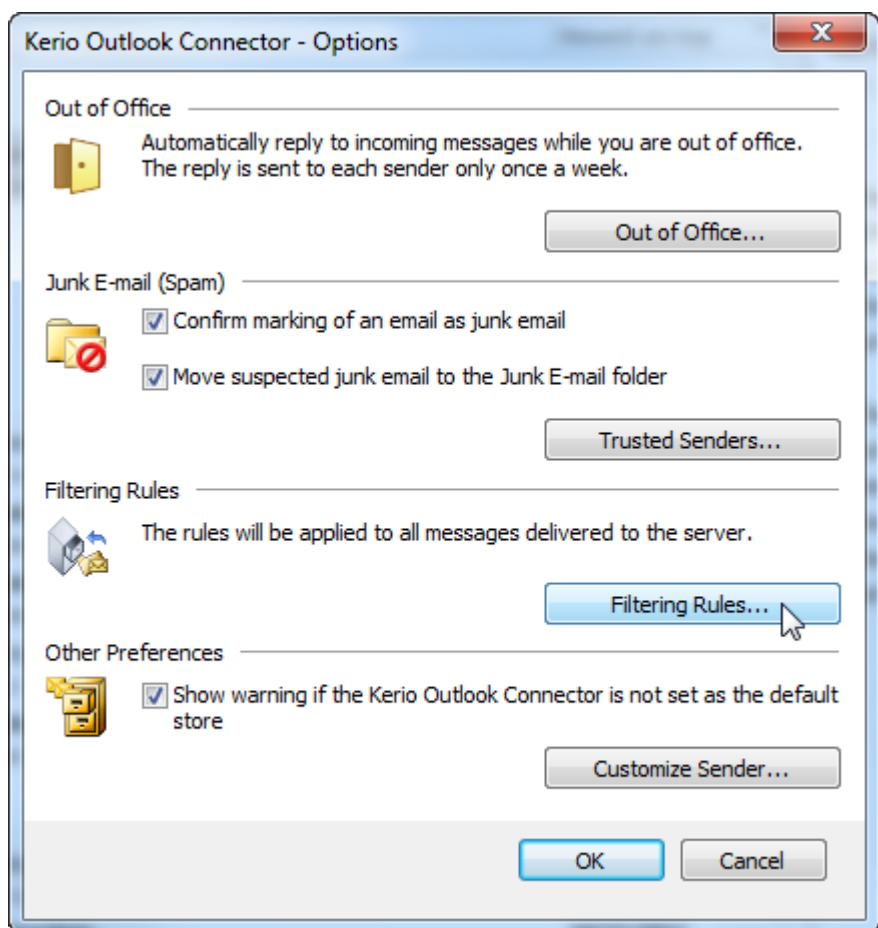 Kerio Outlook Connector - Options
Out of Office
Automatically reply to incoming messages while you are out of office.
The reply is sent to each sender only once a week.
Out of Office...
Junk E-mail (Spam)
Confirm marking of an email as junk email
Move suspected junk email to the Junk E-mail folder
Trusted Senders...
Filtering Rules
The rules will be applied to all messages delivered to the server.
Filtering Rules...
Other Preferences
Show warning if the Kerio Outlook Connector is not set as the default
store
Customize Sender...
OK Cancel